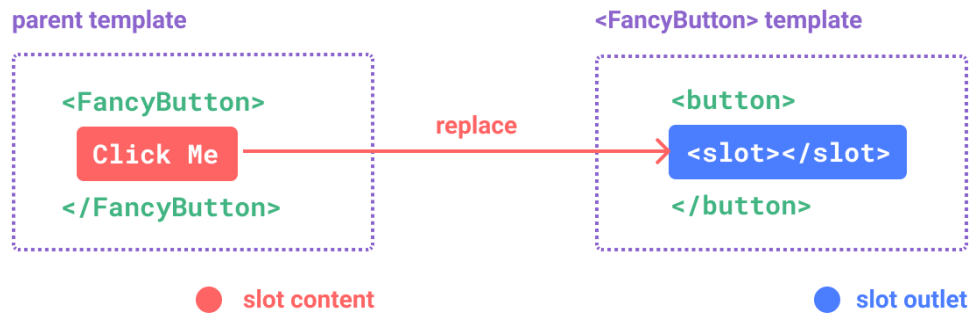 parent template
<FancyButton> template
<FancyButton>
Click Me
</FancyButton>
replace
<button>
<slot></slot>
</button>
slot content
slot outlet